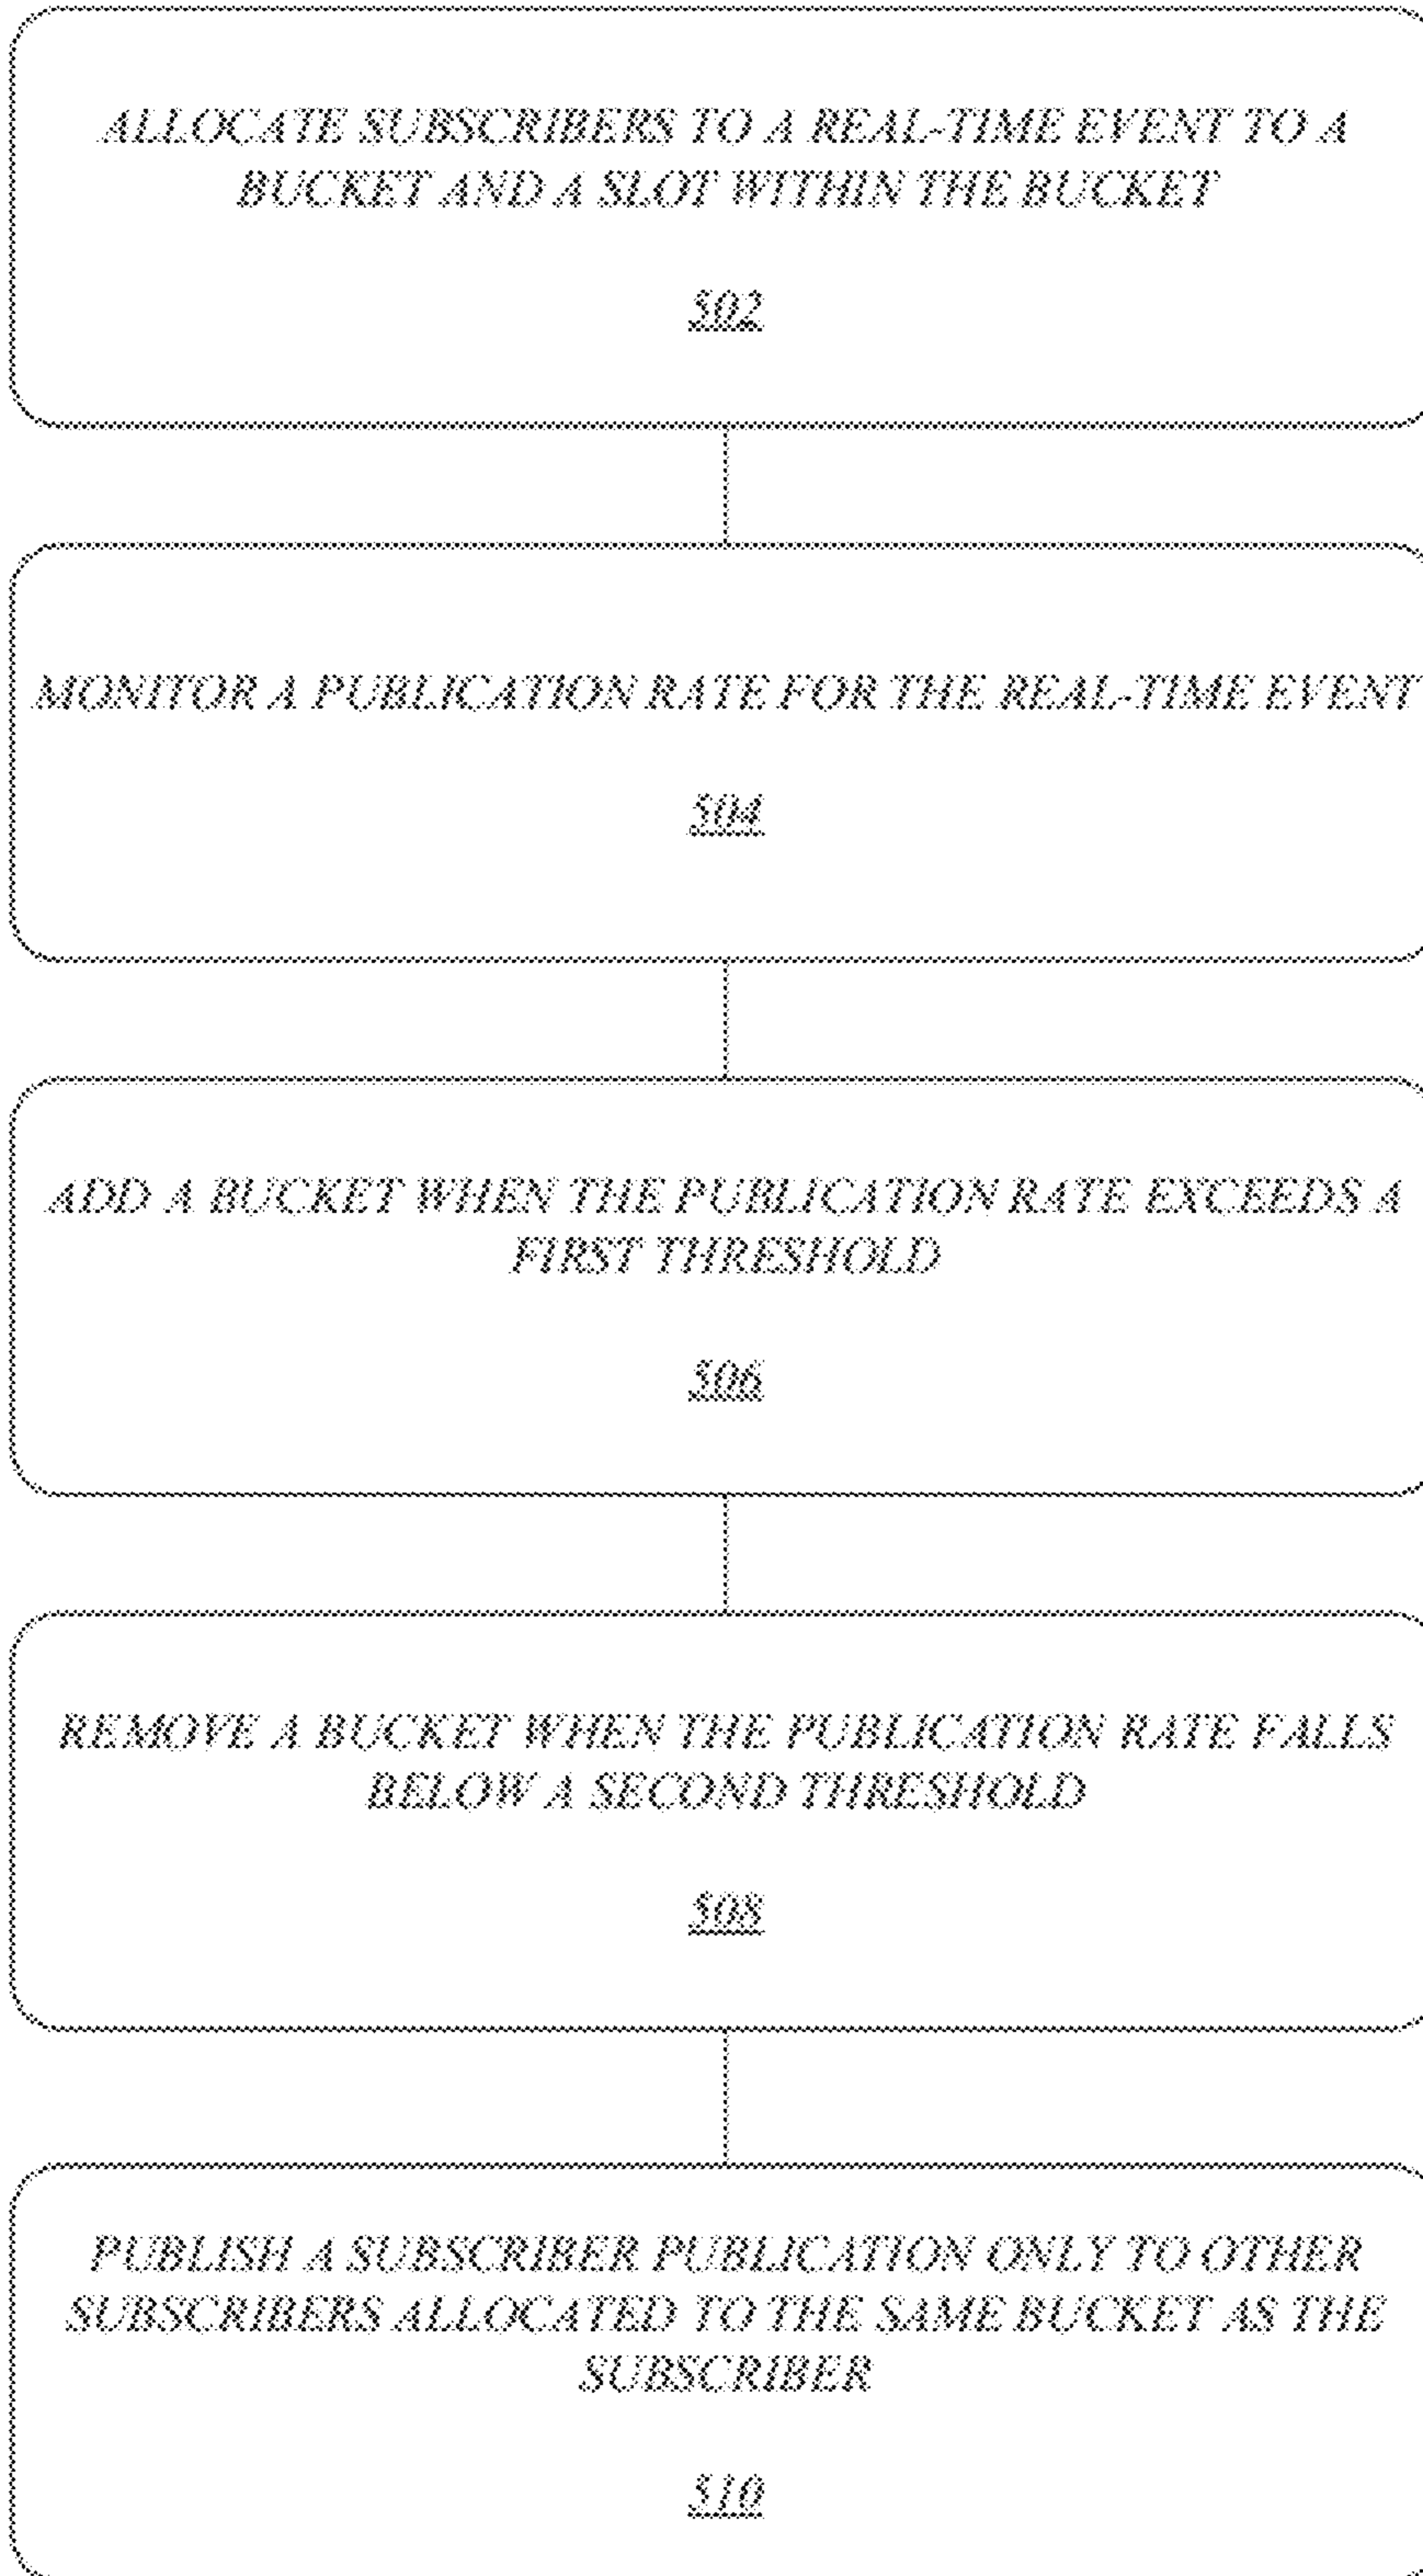 ALLOCATE SUBSCRIBERS TO A REAL-TIME EVENT TO A
BUCKET AND A SLOT WITHIN THE BUCKET
502
MONITOR A PUBLICATION RATE FOR THE REAL-TIME EVENT
504
ADD A BUCKET WHEN THE PUBLICATION RATE EXCEEDS A
FIRST THRESHOLD
506
REMOVE A BUCKET WHEN THE PUBLICATION RATE FALLS
BELOW A SECOND THRESHOLD
508
PUBLISH A SUBSCRIBER PUBLICATION ONLY TO OTHER
SUBSCRIBERS ALLOCATED TO THE SAME BUCKET AS THE
SUBSCRIBER
510